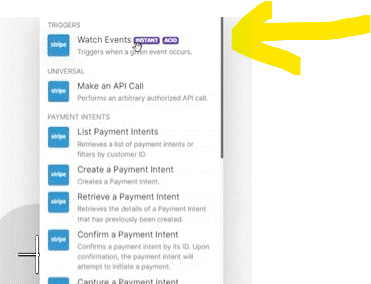 TRIGGERS
stripe
Watch Events INSTANT ACID
Triggers when a given event occurs.
UNIVERSAL
stripe
Make an API Call
Performs an arbitrary authorized API call.
PAYMENT INTENTS
stripe
List Payment Intents
Retrieves a list of payment intents or
filters by customer ID.
stripe
Create a Payment Intent
Creates a Payment Intent.
stripe
Retrieve a Payment Intent
Retrieves the details of a Payment Intent
that has previously been created.
stripe
Confirm a Payment Intent
Confirms a payment intent by its ID. Upon
confirmation, the payment intent will
attempt to initiate a payment.
Capture a Payment Intent